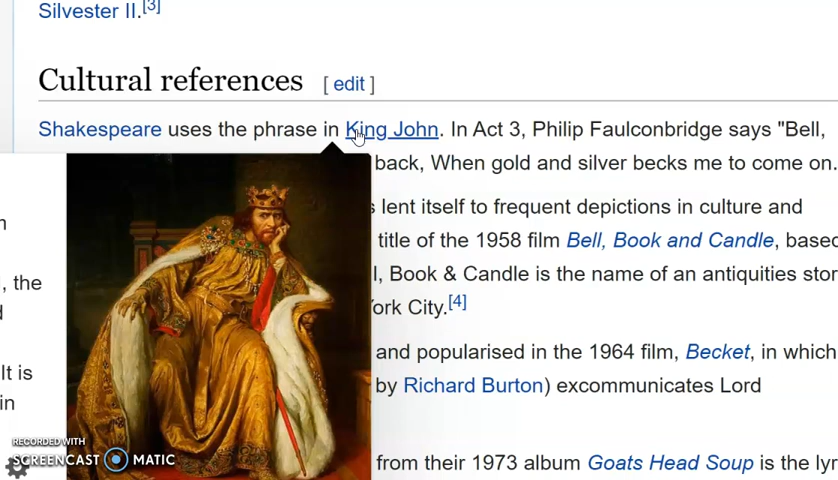 Silvester II.[3]
Cultural references [ edit ]
Shakespeare uses the phrase in King John. In Act 3, Philip Faulconbridge says "Bell,
back, When gold and silver becks me to come on.
s lent itself to frequent depictions in culture and
title of the 1958 film Bell, Book and Candle, based
l, Book & Candle is the name of an antiquities stor
, the
York City.[4]
and popularised in the 1964 film, Becket, in which
It is
by Richard Burton) excommunicates Lord
in
RECORDED WITH
SCREENCAST MATIC
from their 1973 album Goats Head Soup is the lyr